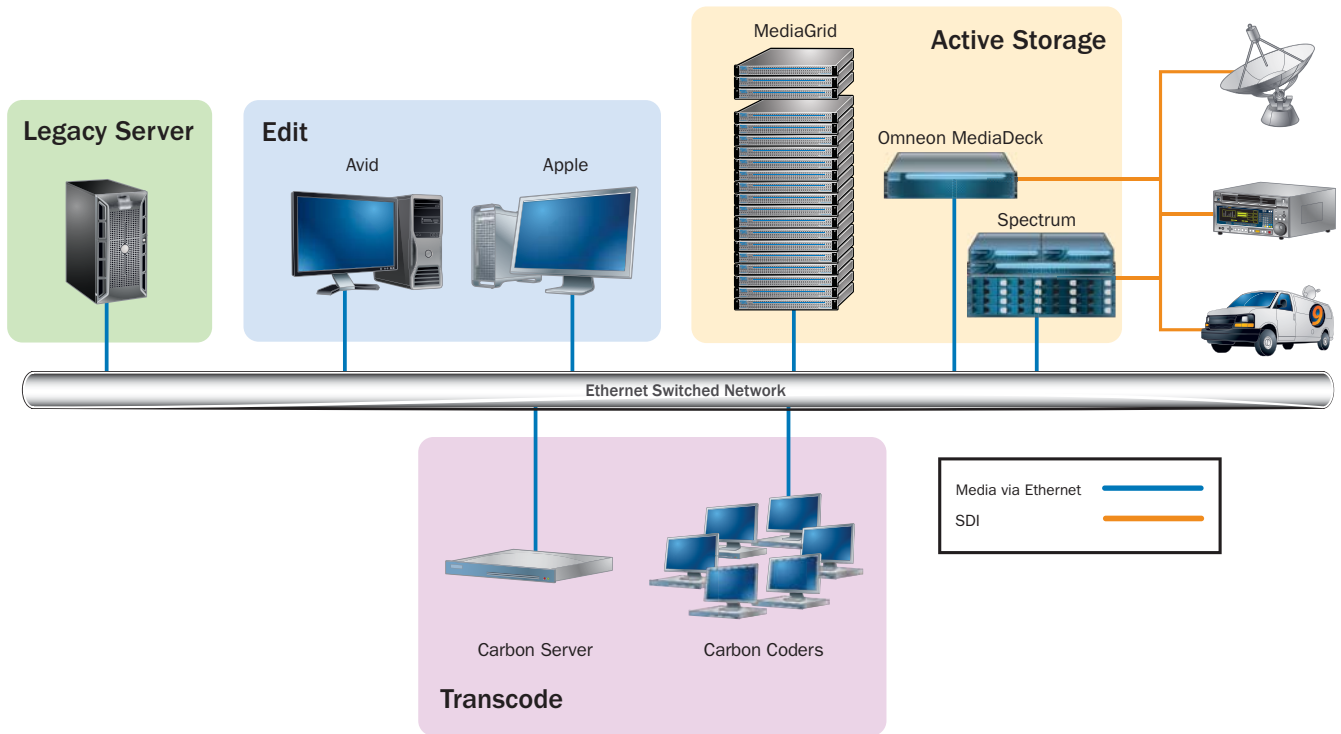 MediaGrid
Active Storage
Legacy Server
Edit
Avid
Apple
Omneon MediaDeck
Spectrum
9
Ethernet Switched Network
Media via Ethernet
SDI
Carbon Server
Carbon Coders
Transcode